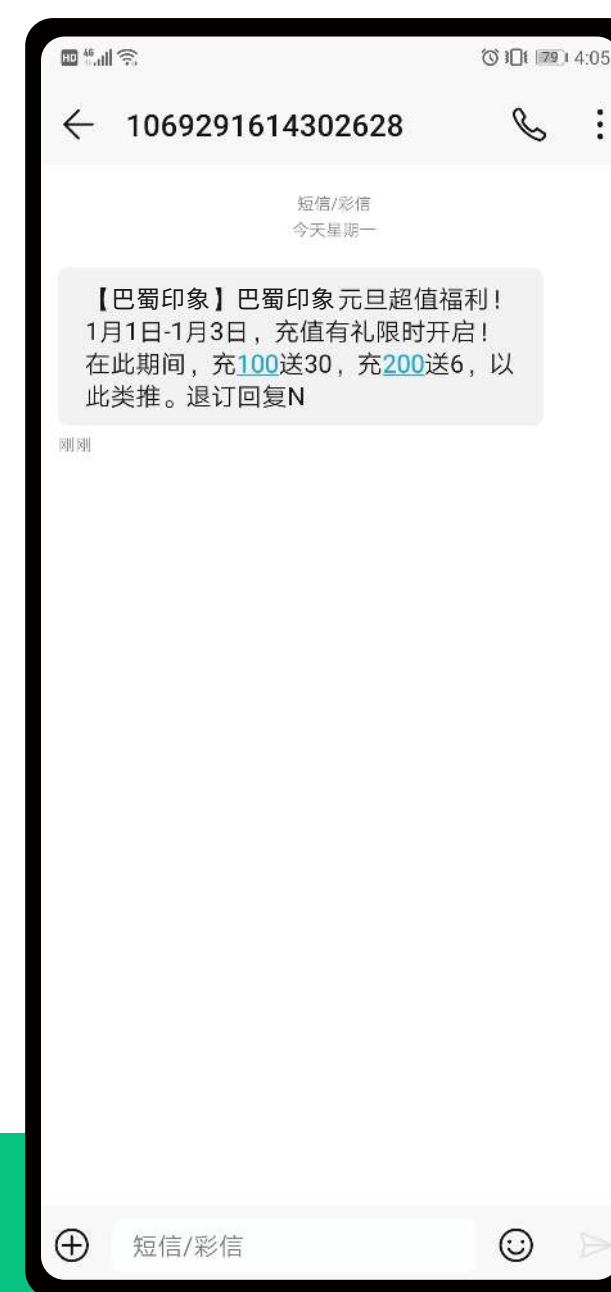 HD 4G 79 4:05
1069291614302628
短信/彩信
今天星期一
【巴蜀印象】巴蜀印象元旦超值福利！
1月1日-1月3日，充值有礼限时开启！
在此期间，充100送30，充200送6，以
此类推。退订回复N
刚刚
短信/彩信